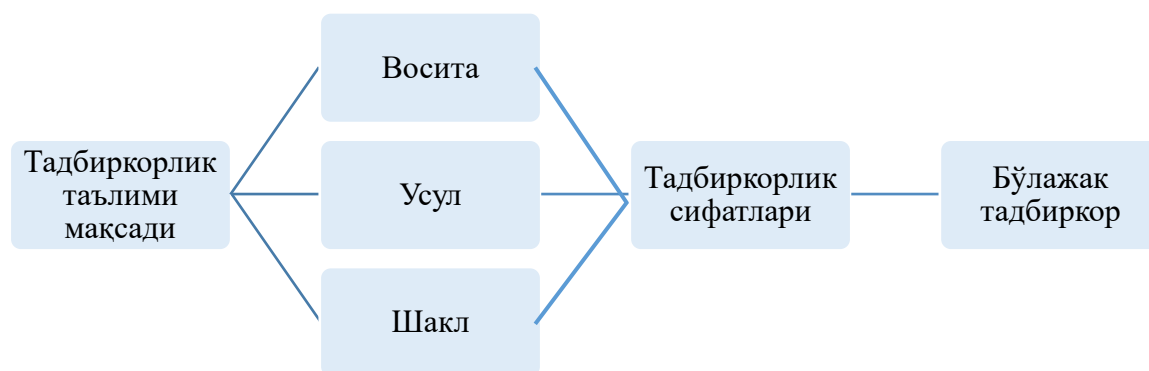 Тадбиркорлик
таълими
мақсади
Восита
Усул
Шакл
Тадбиркорлик
сифатлари
Бўлажак
тадбиркор